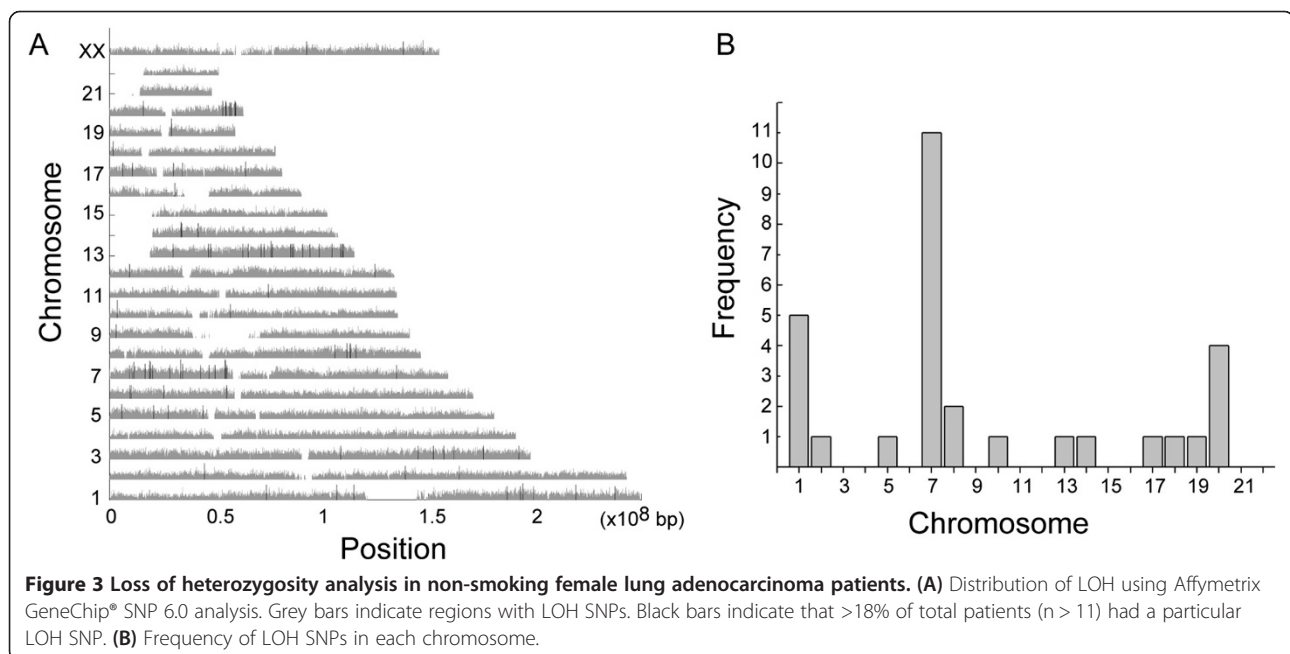 A
XX
21
19
17
15
13
11
9
7
5
3
1
Chromosome
0 0.5 1 1.5 2 (x10⁸ bp)
Position
B
11
10
9
8
7
6
5
4
3
2
1
Frequency
1 3 5 7 9 11 13 15 17 19 21
Chromosome
Figure 3 Loss of heterozygosity analysis in non-smoking female lung adenocarcinoma patients. (A) Distribution of LOH using Affymetrix
GeneChip® SNP 6.0 analysis. Grey bars indicate regions with LOH SNPs. Black bars indicate that >18% of total patients (n > 11) had a particular
LOH SNP. (B) Frequency of LOH SNPs in each chromosome.